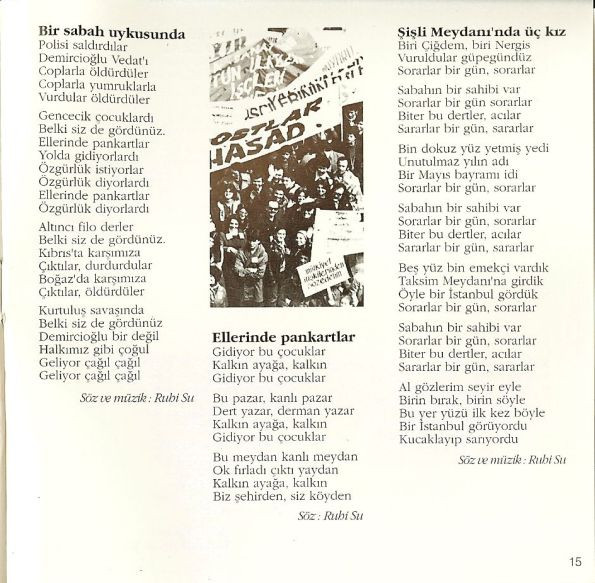 Bir sabah uykusunda
Polisi saldırdılar
Demircioğlu Vedat'ı
Coplarla öldürdüler
Coplarla yumruklarla
Vurdular öldürdüler
Gencecik çocuklardı
Belki siz de gördünüz.
Ellerinde pankartlar
Yolda gidiyorlardı
Özgürlük istiyorlar
Özgürlük diyorlardı
Ellerinde pankartlar
Özgürlük diyorlardı
Altıncı filo derler
Belki siz de gördünüz.
Kıbrıs'ta karşımıza
Çıktılar, durdurdular
Boğaz'da karşımıza
Çıktılar, öldürdüler
Kurtuluş savaşında
Belki siz de gördünüz
Demircioğlu bir değil
Halkımız gibi çoğul
Geliyor çağıl çağıl
Geliyor çağıl çağıl
Söz ve müzik : Ruhi Su
OSTLAR
HASAD
Ellerinde pankartlar
Gidiyor bu çocuklar
Kalkın ayağa, kalkın
Gidiyor bu çocuklar
Bu pazar, kanlı pazar
Dert yazar, derman yazar
Kalkın ayağa, kalkın
Gidiyor bu çocuklar
Bu meydan kanlı meydan
Ok fırladı çıktı yaydan
Kalkın ayağa, kalkın
Biz şehirden, siz köyden
Söz : Ruhi Su
Şişli Meydanı'nda üç kız
Biri Çiğdem, biri Nergis
Vuruldular güpegündüz
Sorarlar bir gün, sorarlar
Sabahın bir sahibi var
Sorarlar bir gün sorarlar
Biter bu dertler, acılar
Sararlar bir gün, sararlar
Bin dokuz yüz yetmiş yedi
Unutulmaz yılın adı
Bir Mayıs bayramı idi
Sorarlar bir gün, sorarlar
Sabahın bir sahibi var
Sorarlar bir gün, sorarlar
Biter bu dertler, acılar
Sararlar bir gün, sararlar
Beş yüz bin emekçi vardık
Taksim Meydanı'na girdik
Öyle bir İstanbul gördük
Sorarlar bir gün, sorarlar
Sabahın bir sahibi var
Sorarlar bir gün, sorarlar
Biter bu dertler, acılar
Sararlar bir gün, sararlar
Al gözlerim seyir eyle
Birin bırak, birin söyle
Bu yer yüzü ilk kez böyle
Bir İstanbul görüyordu
Kucaklayıp sarıyordu
Söz ve müzik : Ruhi Su
15